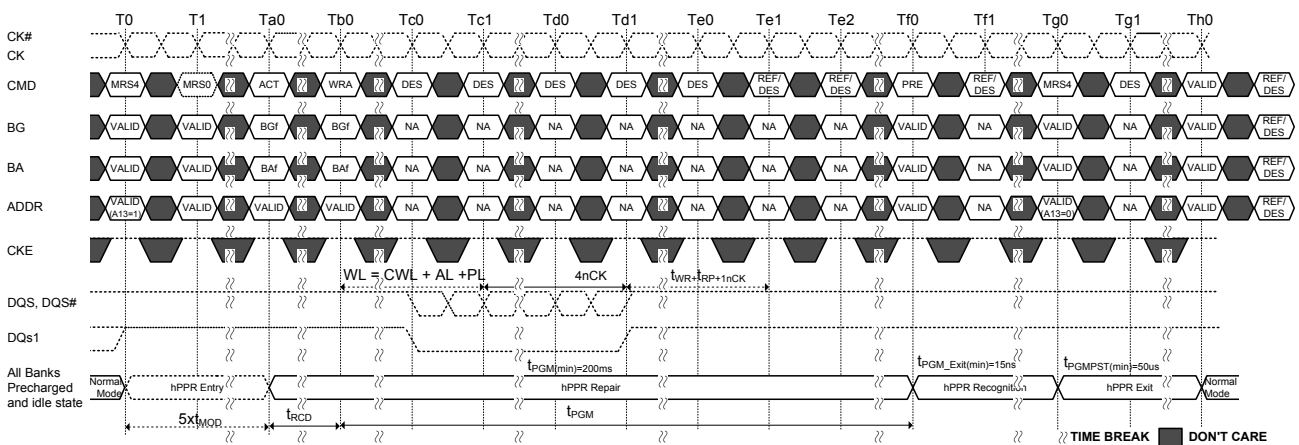 T0 T1 Ta0 Tb0 Tc0 Tc1 Td0 Td1 Te0 Te1 Te2 Tf0 Tf1 Tg0 Tg1 Th0
CK#
CK
CMD MRS4 MRS0 ACT WRA DES DES DES DES DES REF/DES REF/DES PRE REF/DES MRS4 DES VALID REF/DES
BG VALID VALID BGf BGf NA NA NA NA NA NA NA VALID NA VALID NA VALID REF/DES
BA VALID VALID BAf BAf NA NA NA NA NA NA NA VALID NA VALID NA VALID REF/DES
ADDR VALID (A13=1) VALID VALID VALID NA NA NA NA NA NA NA VALID NA VALID (A13=0) NA VALID REF/DES
CKE
WL = CWL + AL +PL 4nCK tWR+tRP+1nCK
DQS, DQS#
DQs1
tPGM(min)=200ms tPGM_Exit(min)=15ns tPGMPST(min)=50us
All Banks
Precharged
and idle state
Normal Mode hPPR Entry hPPR Repair hPPR Recognition hPPR Exit Normal Mode
5xtMOD tRCD tPGM
TIME BREAK DON'T CARE